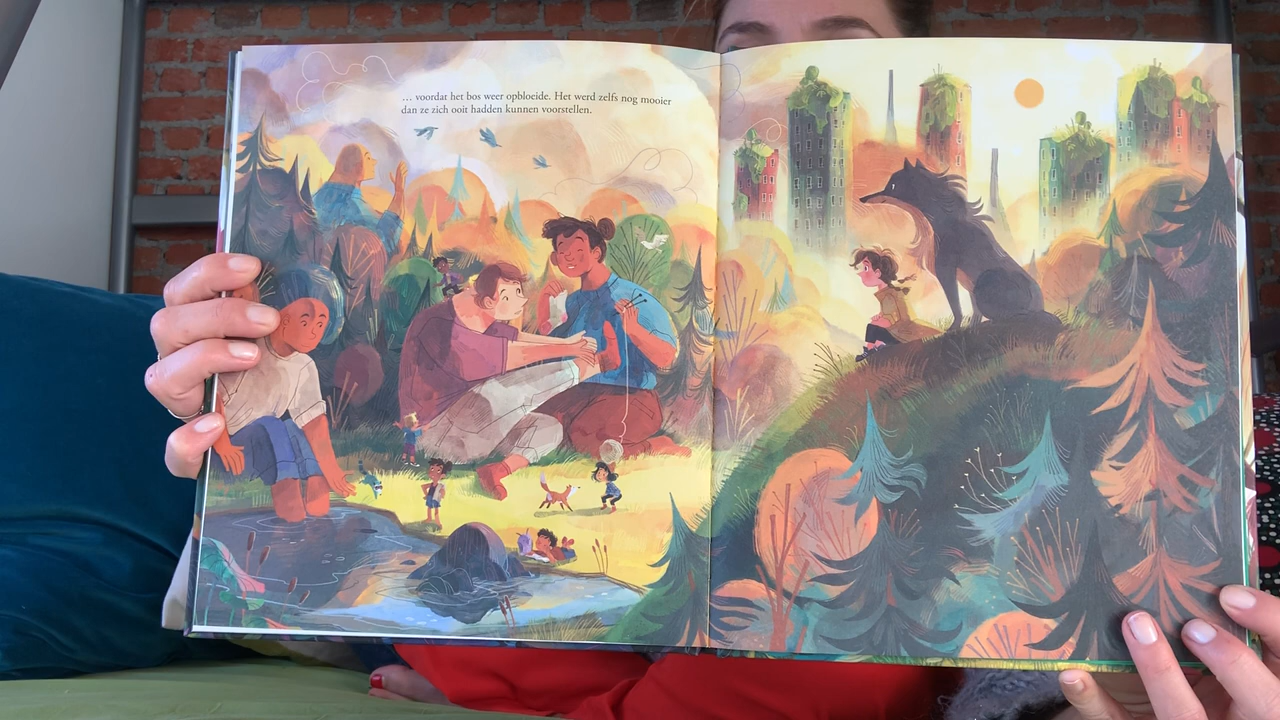 … voordat het bos weer opbloeide. Het werd zelfs nog mooier
dan ze zich ooit hadden kunnen voorstellen.